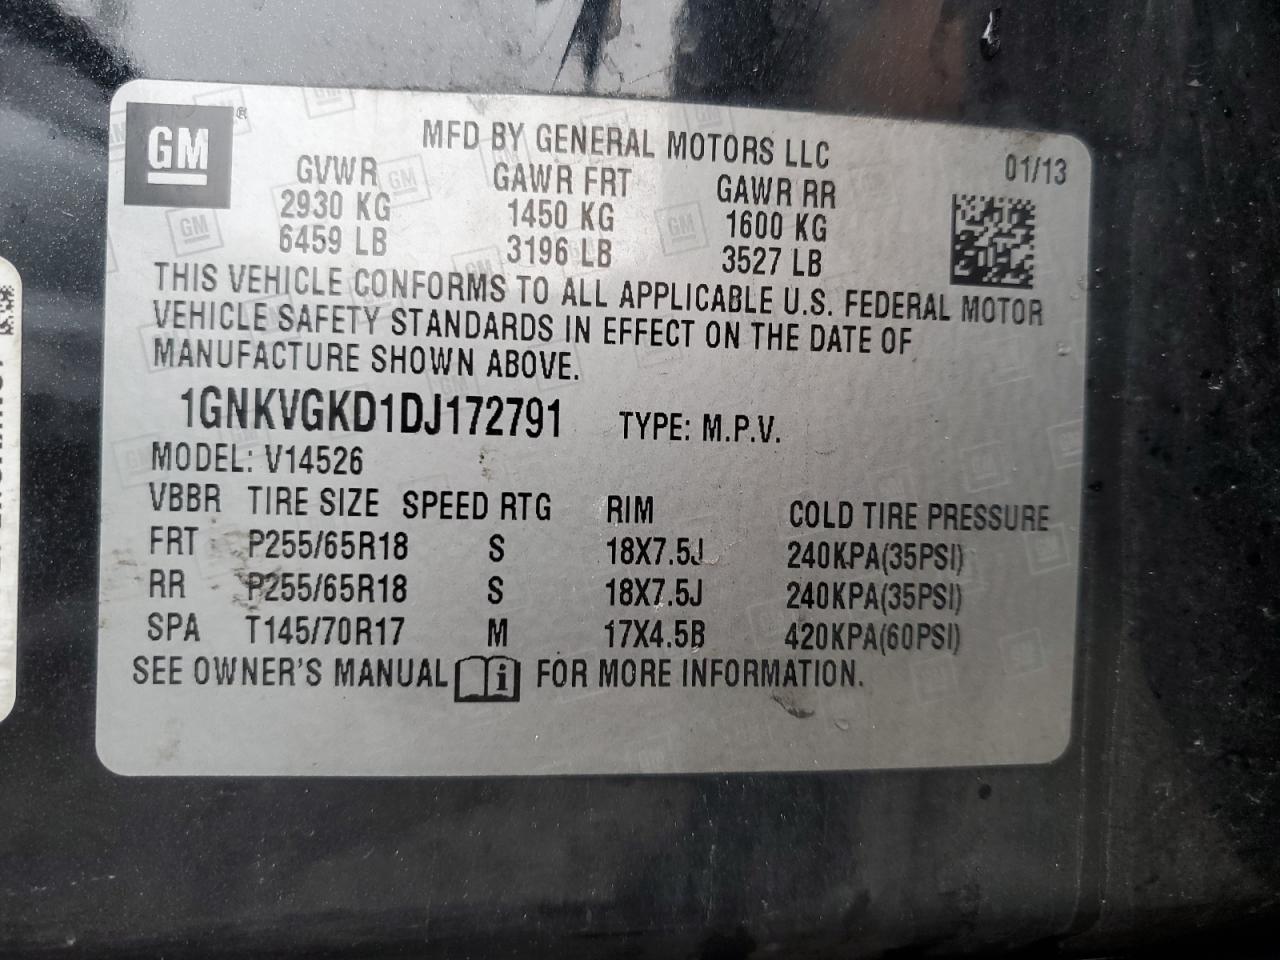 GM ®
MFD BY GENERAL MOTORS LLC
01/13
GVWR GAWR FRT GAWR RR
2930 KG 1450 KG 1600 KG
6459 LB 3196 LB 3527 LB
THIS VEHICLE CONFORMS TO ALL APPLICABLE U.S. FEDERAL MOTOR
VEHICLE SAFETY STANDARDS IN EFFECT ON THE DATE OF
MANUFACTURE SHOWN ABOVE.
1GNKVGKD1DJ172791 TYPE: M.P.V.
MODEL: V14526
VBBR TIRE SIZE SPEED RTG RIM COLD TIRE PRESSURE
FRT P255/65R18 S 18X7.5J 240KPA(35PSI)
RR P255/65R18 S 18X7.5J 240KPA(35PSI)
SPA T145/70R17 M 17X4.5B 420KPA(60PSI)
SEE OWNER'S MANUAL i FOR MORE INFORMATION.